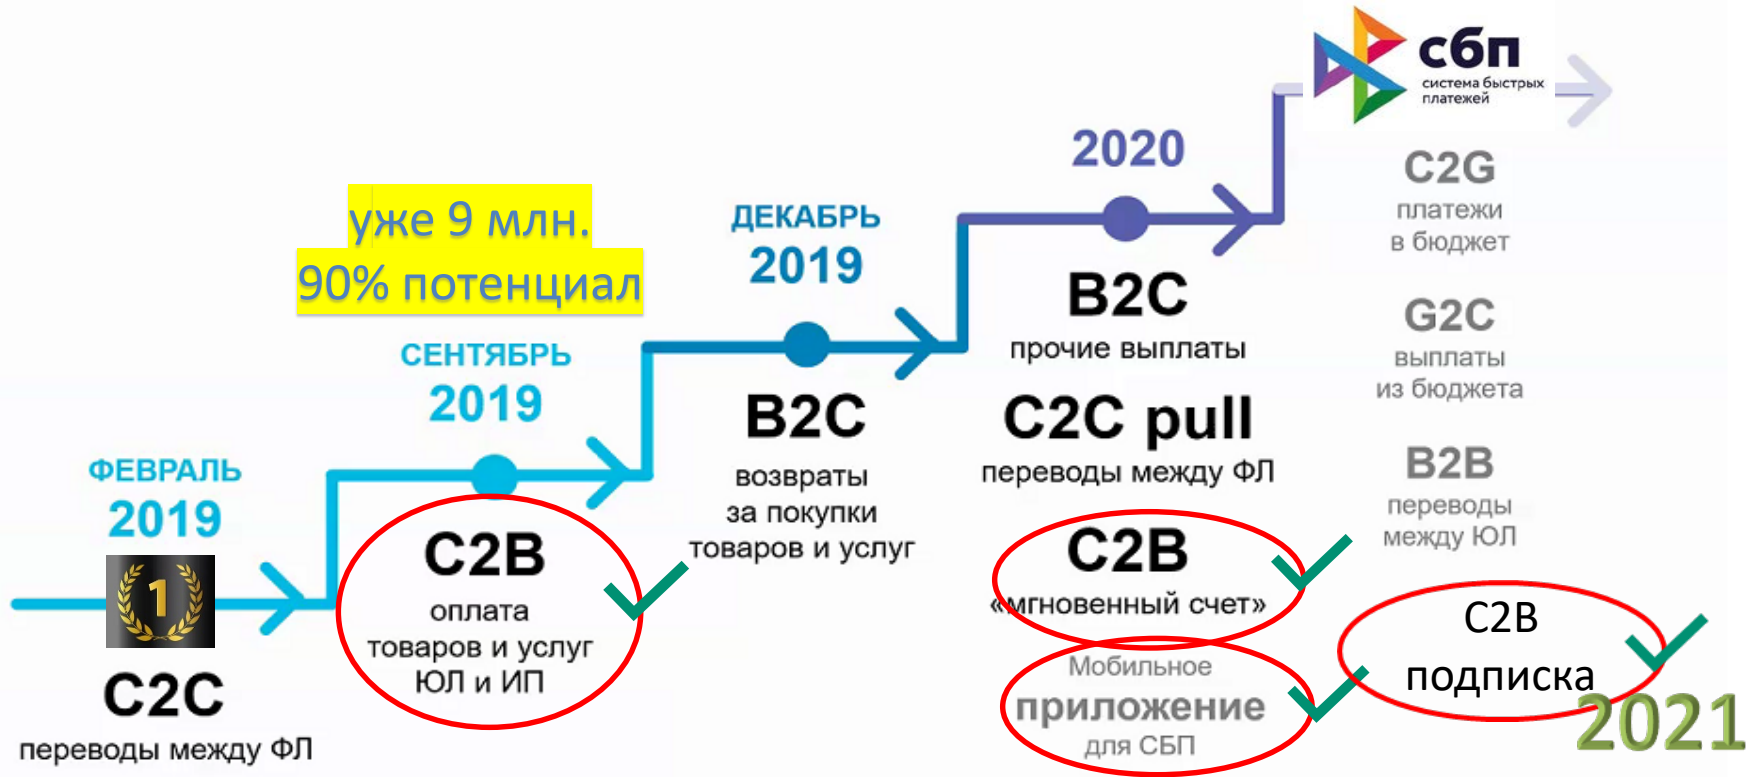 ФЕВРАЛЬ
2019
1
C2C
переводы между ФЛ
уже 9 млн.
90% потенциал
СЕНТЯБРЬ
2019
C2B
оплата
товаров и услуг
ЮЛ и ИП
ДЕКАБРЬ
2019
B2C
возвраты
за покупки
товаров и услуг
2020
B2C
прочие выплаты
C2C pull
переводы между ФЛ
C2B
«мгновенный счет»
Мобильное
приложение
для СБП
сбп
система быстрых
платежей
C2G
платежи
в бюджет
G2C
выплаты
из бюджета
B2B
переводы
между ЮЛ
C2B
подписка
2021